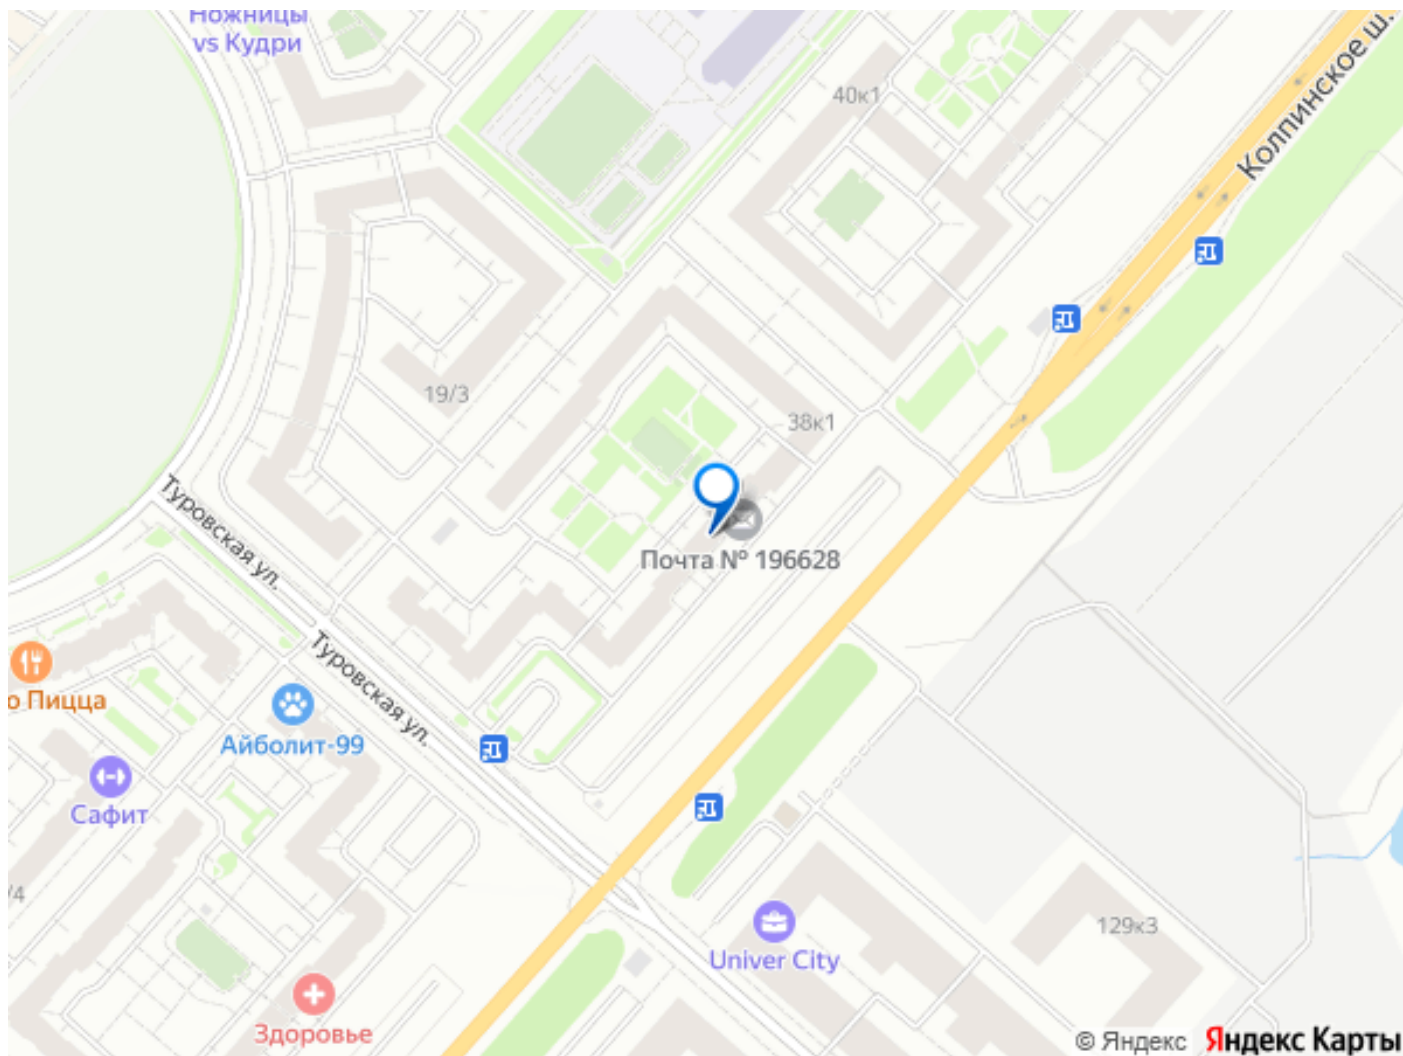 Ножницы
vs Кудри
40к1
Колпинское ш.
19/3
38к1
Туровская ул.
Почта № 196628
Туровская ул.
о Пицца
Айболит-99
Сафит
/4
129к3
Univer City
Здоровье
© Яндекс Яндекс Карты